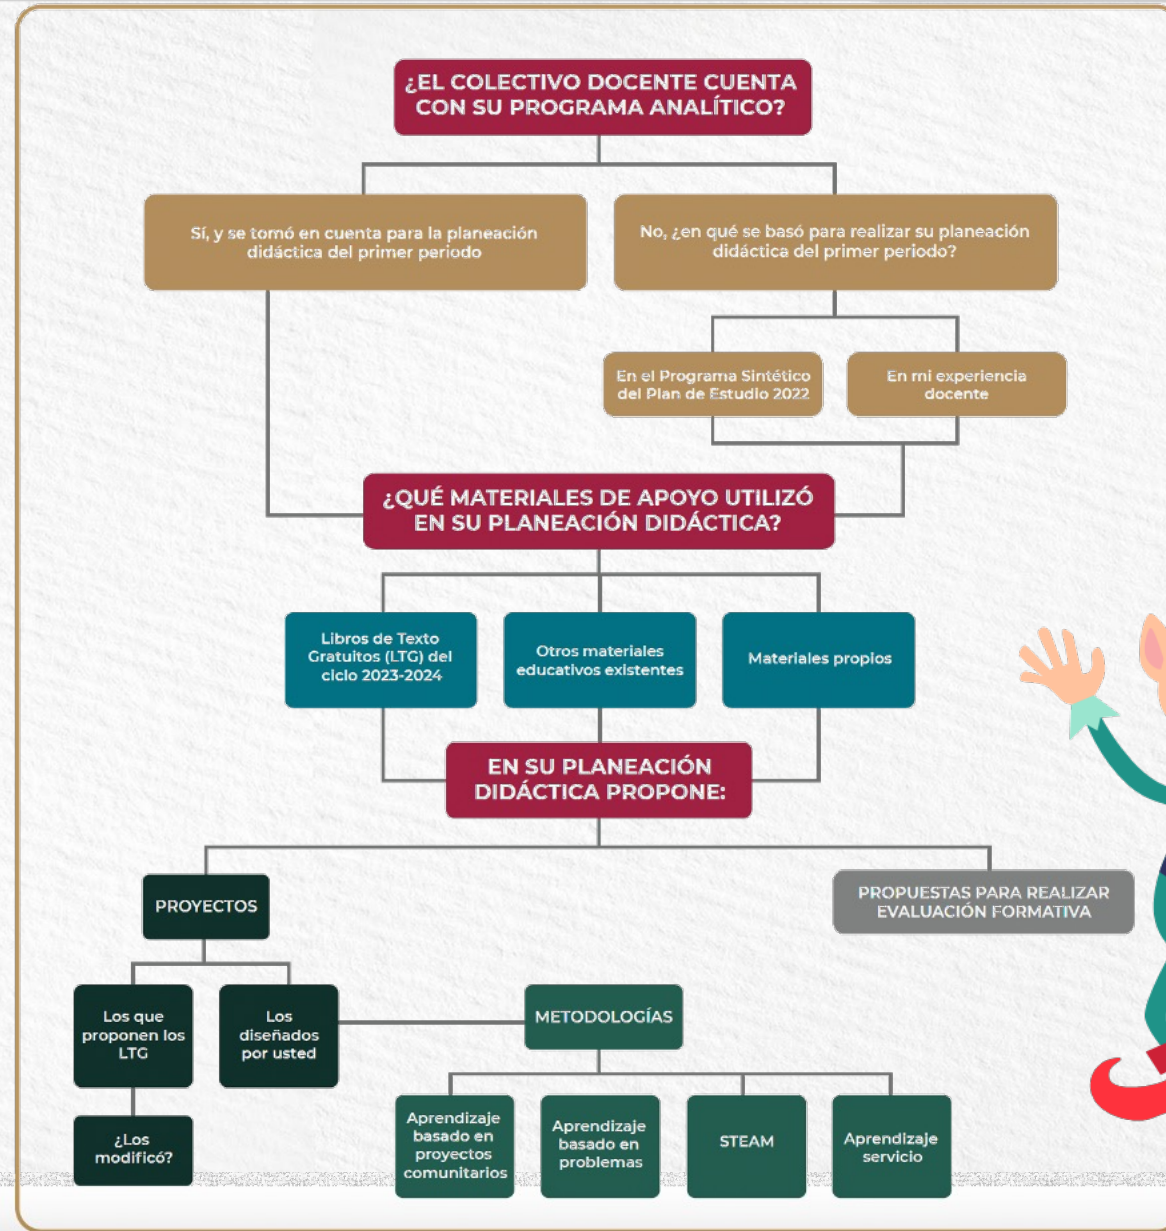 ¿EL COLECTIVO DOCENTE CUENTA
CON SU PROGRAMA ANALÍTICO?
Sí, y se tomó en cuenta para la planeación
didáctica del primer periodo
No, ¿en qué se basó para realizar su planeación
didáctica del primer periodo?
En el Programa Sintético
del Plan de Estudio 2022
En mi experiencia
docente
¿QUÉ MATERIALES DE APOYO UTILIZÓ
EN SU PLANEACIÓN DIDÁCTICA?
Libros de Texto
Gratuitos (LTG) del
ciclo 2023-2024
Otros materiales
educativos existentes
Materiales propios
EN SU PLANEACIÓN
DIDÁCTICA PROPONE:
PROYECTOS
PROPUESTAS PARA REALIZAR
EVALUACIÓN FORMATIVA
Los que
proponen los
LTG
Los
diseñados
por usted
METODOLOGÍAS
¿Los
modificó?
Aprendizaje
basado en
proyectos
comunitarios
Aprendizaje
basado en
problemas
STEAM
Aprendizaje
servicio